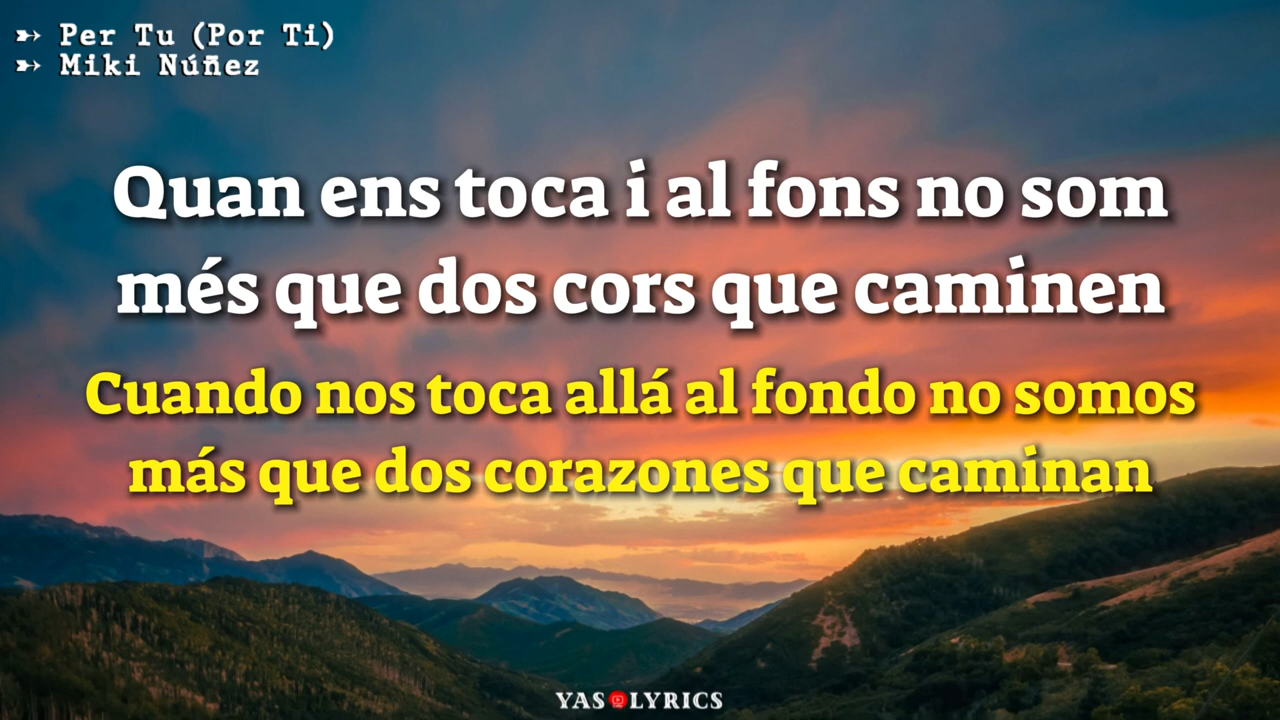 ➳ Per Tu (Por Ti)
➳ Miki Núñez
Quan ens toca i al fons no som
més que dos cors que caminen
Cuando nos toca allá al fondo no somos
más que dos corazones que caminan
YAS LYRICS